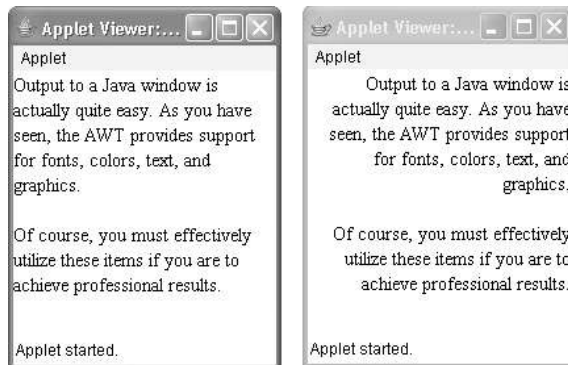 Applet Viewer:...
Applet
Output to a Java window is
actually quite easy. As you have
seen, the AWT provides support
for fonts, colors, text, and
graphics.
Of course, you must effectively
utilize these items if you are to
achieve professional results.
Applet started.
Applet Viewer:...
Applet
Output to a Java window is
actually quite easy. As you have
seen, the AWT provides support
for fonts, colors, text, and
graphics.
Of course, you must effectively
utilize these items if you are to
achieve professional results.
Applet started.